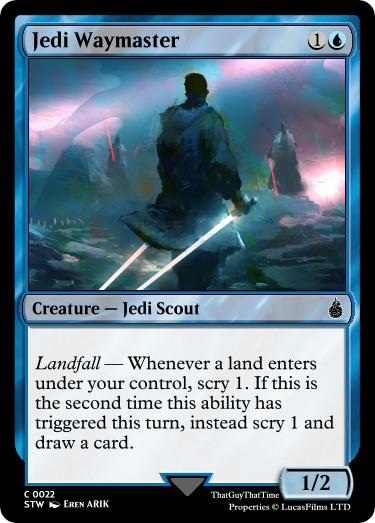 Jedi Waymaster 1
Creature — Jedi Scout
Landfall — Whenever a land enters
under your control, scry 1. If this is
the second time this ability has
triggered this turn, instead scry 1 and
draw a card.
1/2
C 0022
STW Eren ARIK
ThatGuyThatTime
Properties © LucasFilms LTD